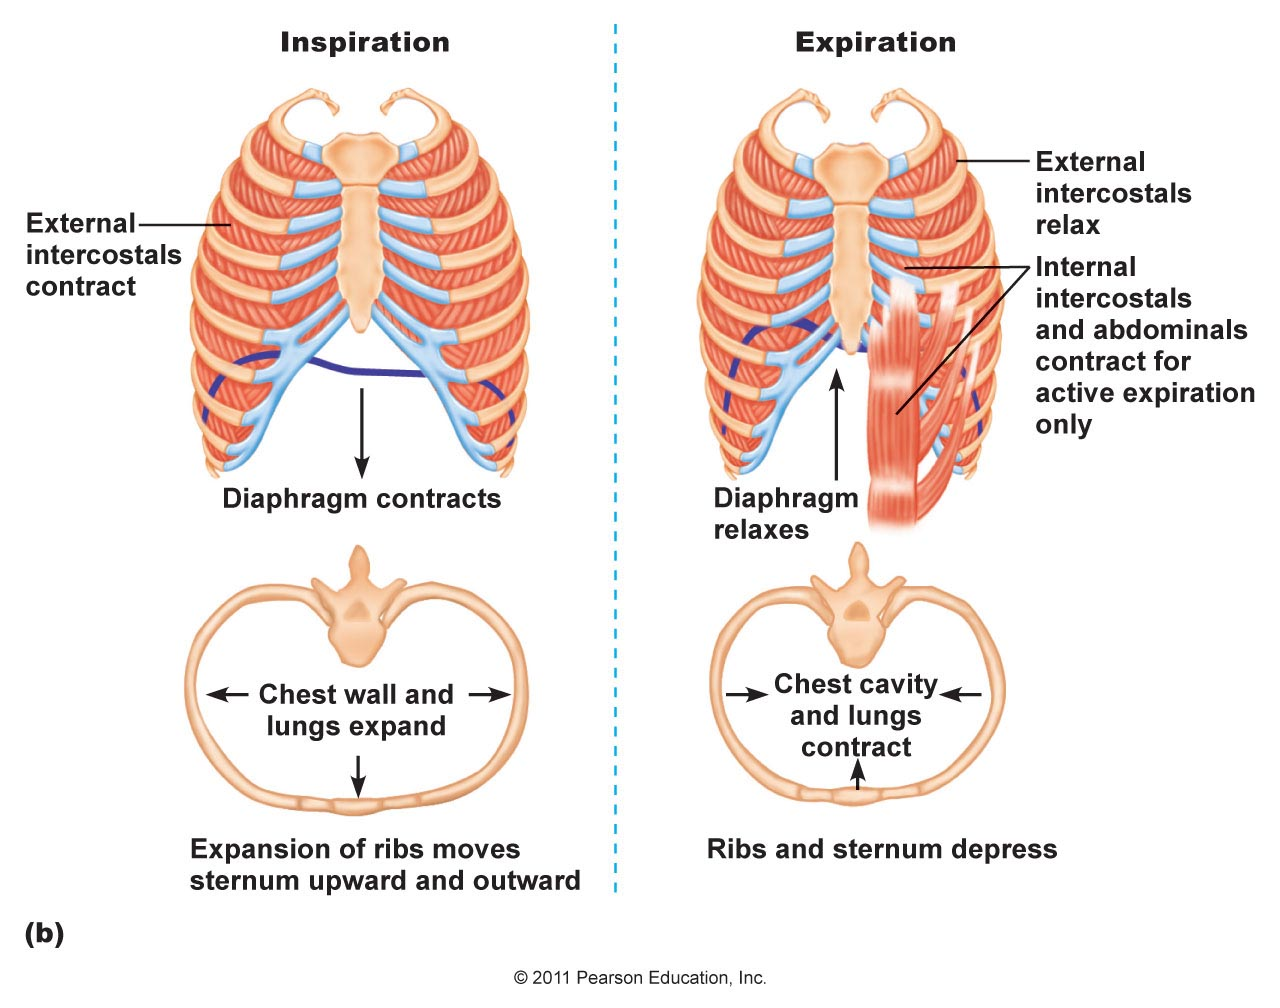 Inspiration
External
intercostals
contract
Diaphragm contracts
Chest wall and
lungs expand
Expansion of ribs moves
sternum upward and outward
Expiration
External
intercostals
relax
Internal
intercostals
and abdominals
contract for
active expiration
only
Diaphragm
relaxes
Chest cavity
and lungs
contract
Ribs and sternum depress
(b)
© 2011 Pearson Education, Inc.